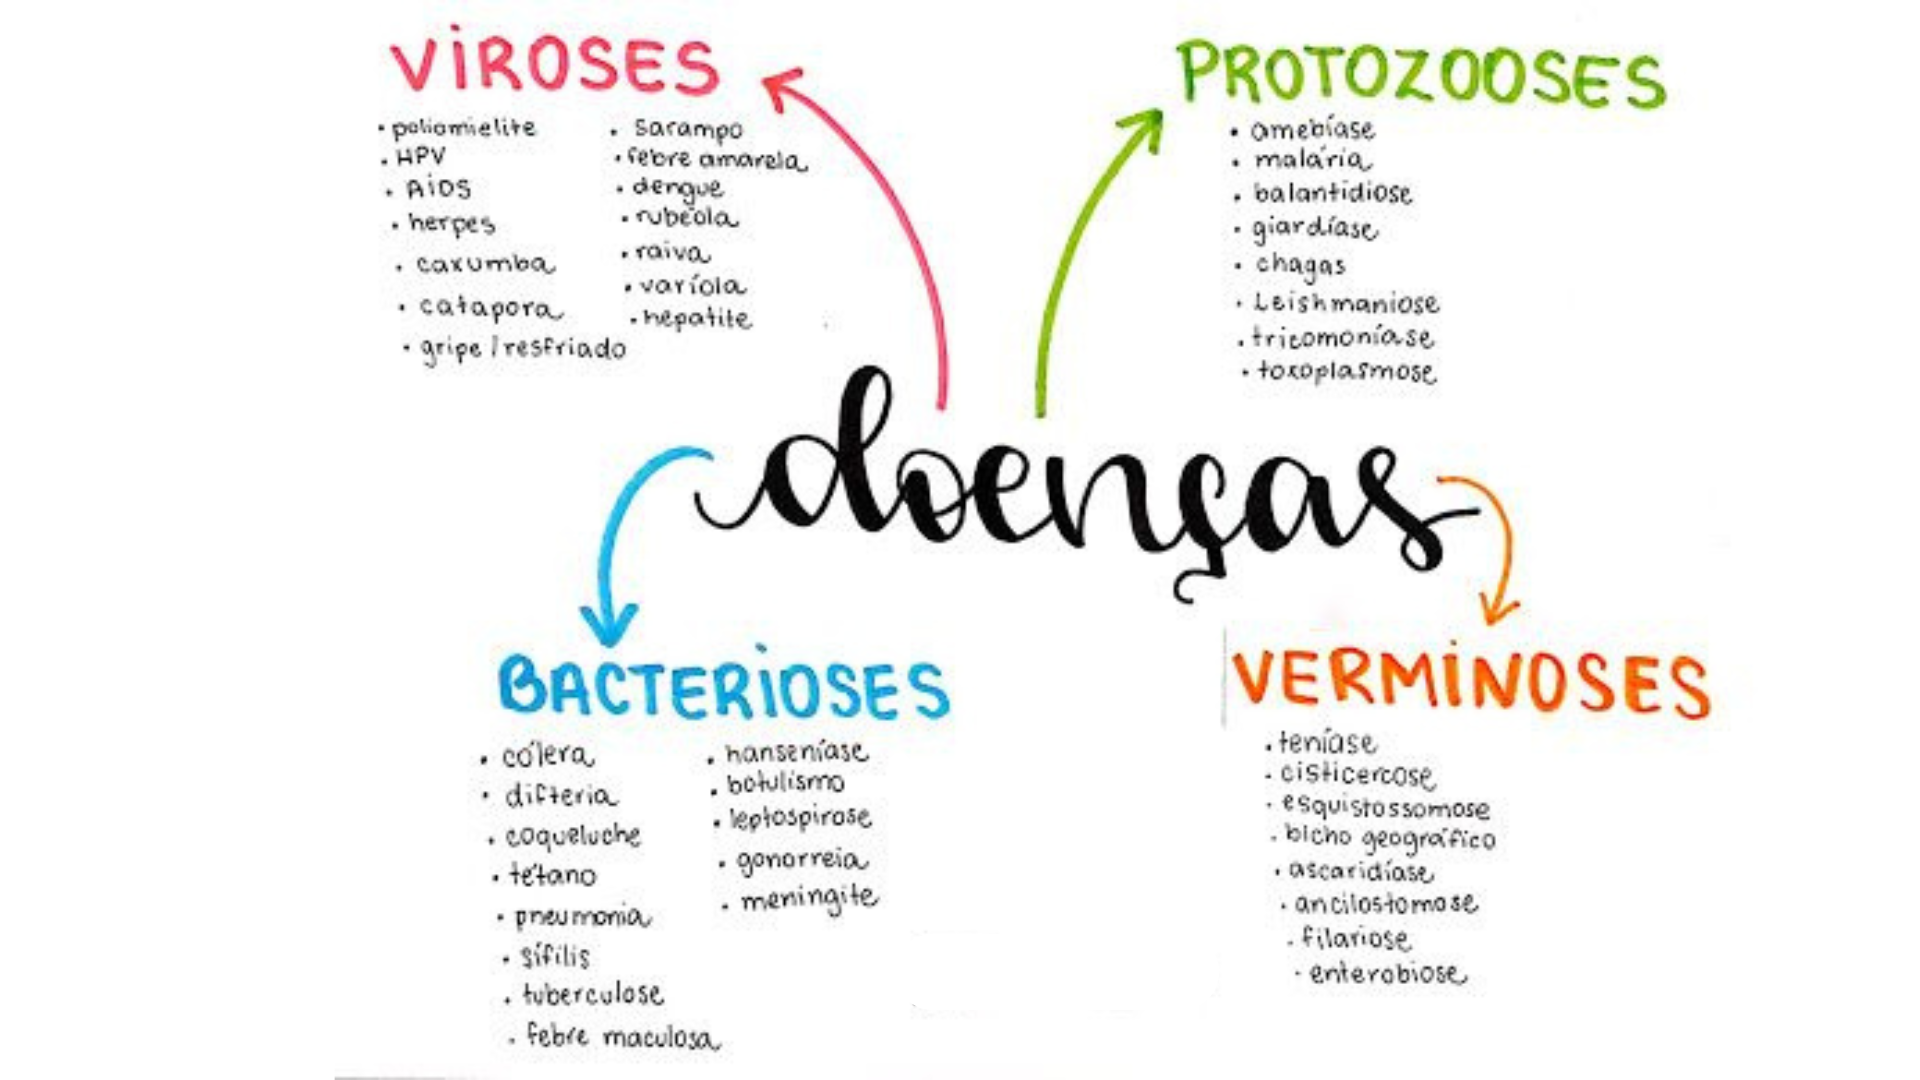 VIROSES
• poliomielite
• HPV
• AIDS
• herpes
• caxumba
• catapora
• gripe / resfriado
• sarampo
• febre amarela
• dengue
• rubéola
• raiva
• varíola
• hepatite
PROTOZOOSES
• amebíase
• malária
• balantidiose
• giardíase
• chagas
• Leishmaniose
• tricomoníase
• toxoplasmose
doenças
BACTERIOSES
• cólera
• difteria
• coqueluche
• tétano
• pneumonia
• sífilis
• tuberculose
• febre maculosa
• hanseníase
• botulismo
• leptospirose
• gonorreia
• meningite
VERMINOSES
• teníase
• cisticercose
• esquistossomose
• bicho geográfico
• ascaridíase
• ancilostomose
• filariose
• enterobiose